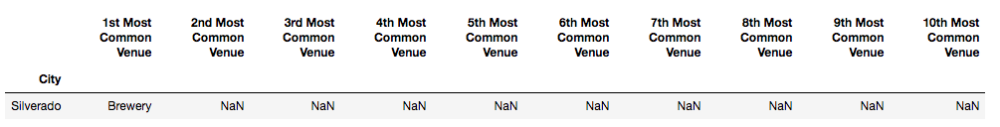 1st Most Common Venue 2nd Most Common Venue 3rd Most Common Venue 4th Most Common Venue 5th Most Common Venue 6th Most Common Venue 7th Most Common Venue 8th Most Common Venue 9th Most Common Venue 10th Most Common Venue
City
Silverado Brewery NaN NaN NaN NaN NaN NaN NaN NaN NaN